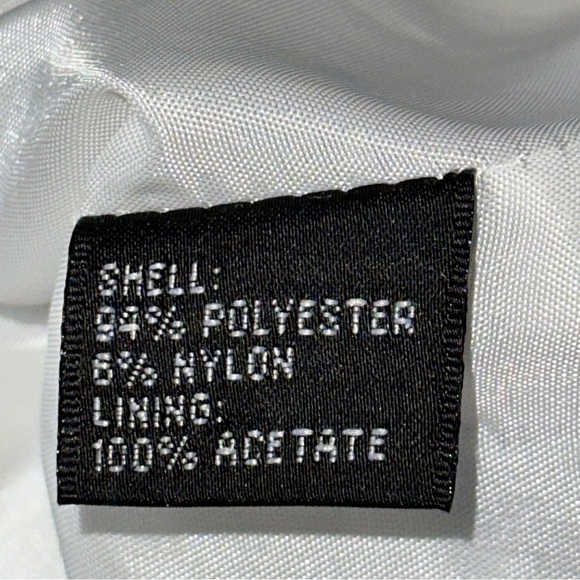 SHELL:
94% POLYESTER
6% NYLON
LINING:
100% ACETATE